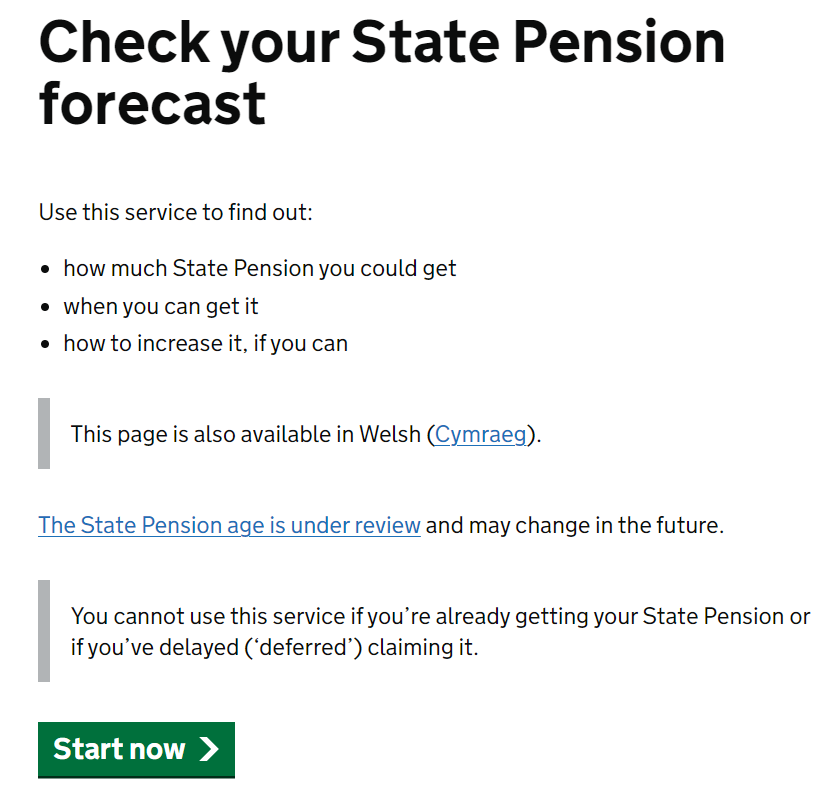 Check your State Pension
forecast
Use this service to find out:
• how much State Pension you could get
• when you can get it
• how to increase it, if you can
This page is also available in Welsh (Cymraeg).
The State Pension age is under review and may change in the future.
You cannot use this service if you’re already getting your State Pension or
if you’ve delayed (‘deferred’) claiming it.
Start now